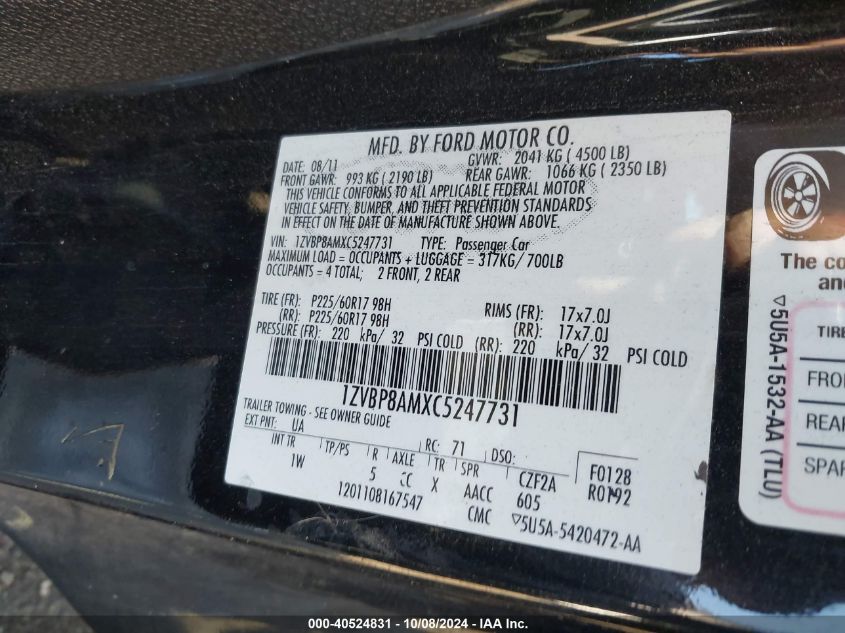 MFD. BY FORD MOTOR CO.
DATE: 08/11 GVWR: 2041 KG ( 4500 LB)
FRONT GAWR: 993 KG ( 2190 LB) REAR GAWR: 1066 KG ( 2350 LB)
THIS VEHICLE CONFORMS TO ALL APPLICABLE FEDERAL MOTOR
VEHICLE SAFETY, BUMPER, AND THEFT PREVENTION STANDARDS
IN EFFECT ON THE DATE OF MANUFACTURE SHOWN ABOVE.
VIN: 1ZVBP8AMXC5247731 TYPE: Passenger Car
MAXIMUM LOAD = OCCUPANTS + LUGGAGE = 317KG/ 700LB
OCCUPANTS = 4 TOTAL; 2 FRONT, 2 REAR
TIRE (FR): P225/60R17 98H RIMS (FR): 17x7.0J
(RR): P225/60R17 98H (RR): 17x7.0J
PRESSURE (FR): 220 kPa/ 32 PSI COLD (RR): 220 kPa/ 32 PSI COLD
1ZVBP8AMXC5247731
TRAILER TOWING - SEE OWNER GUIDE
EXT PNT: UA RC: 71 DSO:
INT TR TP/PS R AXLE TR SPR CZF2A F0128
1W 5 CC X AACC 605 R0192
1201108167547 CMC ▽5U5A-5420472-AA
▽5U5A-1532-AA (TLU)
The co
an
TIRE
FRO
REAR
SPAR
000-40524831 - 10/08/2024 - IAA Inc.